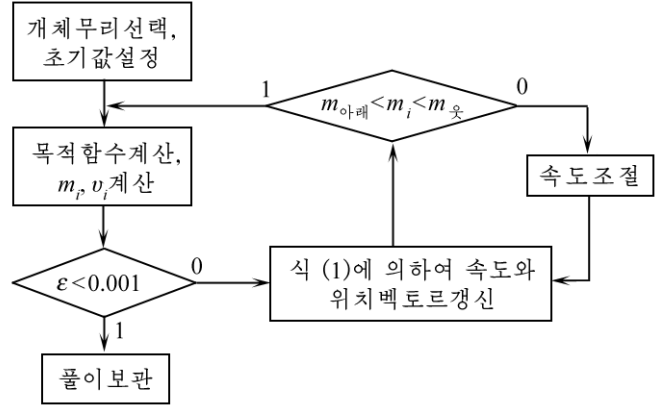 개체무리선택,
초기값설정
1
0
m아래<mi<m웃
목적함수계산,
mi, υi계산
속도조절
ε<0.001
0
식 (1)에 의하여 속도와
위치벡토르갱신
1
풀이보관